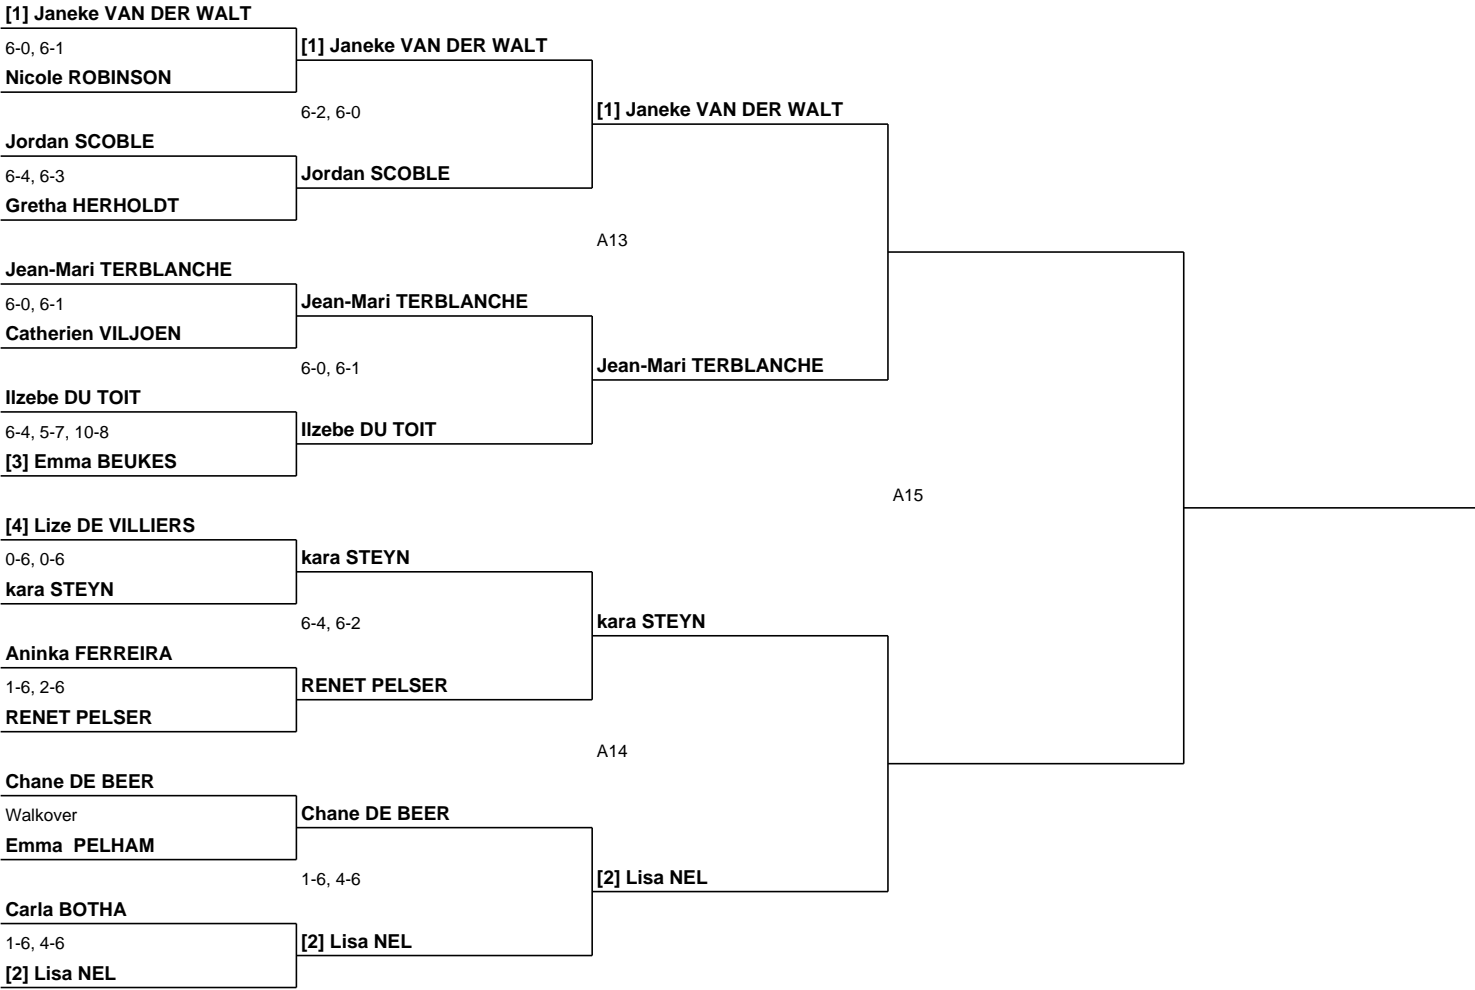 [1] Janeke VAN DER WALT
6-0, 6-1
[1] Janeke VAN DER WALT
Nicole ROBINSON
6-2, 6-0
[1] Janeke VAN DER WALT
Jordan SCOBLE
6-4, 6-3
Jordan SCOBLE
Gretha HERHOLDT
A13
Jean-Mari TERBLANCHE
6-0, 6-1
Jean-Mari TERBLANCHE
Catherien VILJOEN
6-0, 6-1
Jean-Mari TERBLANCHE
Ilzebe DU TOIT
6-4, 5-7, 10-8
Ilzebe DU TOIT
[3] Emma BEUKES
A15
[4] Lize DE VILLIERS
0-6, 0-6
kara STEYN
kara STEYN
6-4, 6-2
kara STEYN
Aninka FERREIRA
1-6, 2-6
RENET PELSER
RENET PELSER
A14
Chane DE BEER
Walkover
Chane DE BEER
Emma  PELHAM
1-6, 4-6
[2] Lisa NEL
Carla BOTHA
1-6, 4-6
[2] Lisa NEL
[2] Lisa NEL